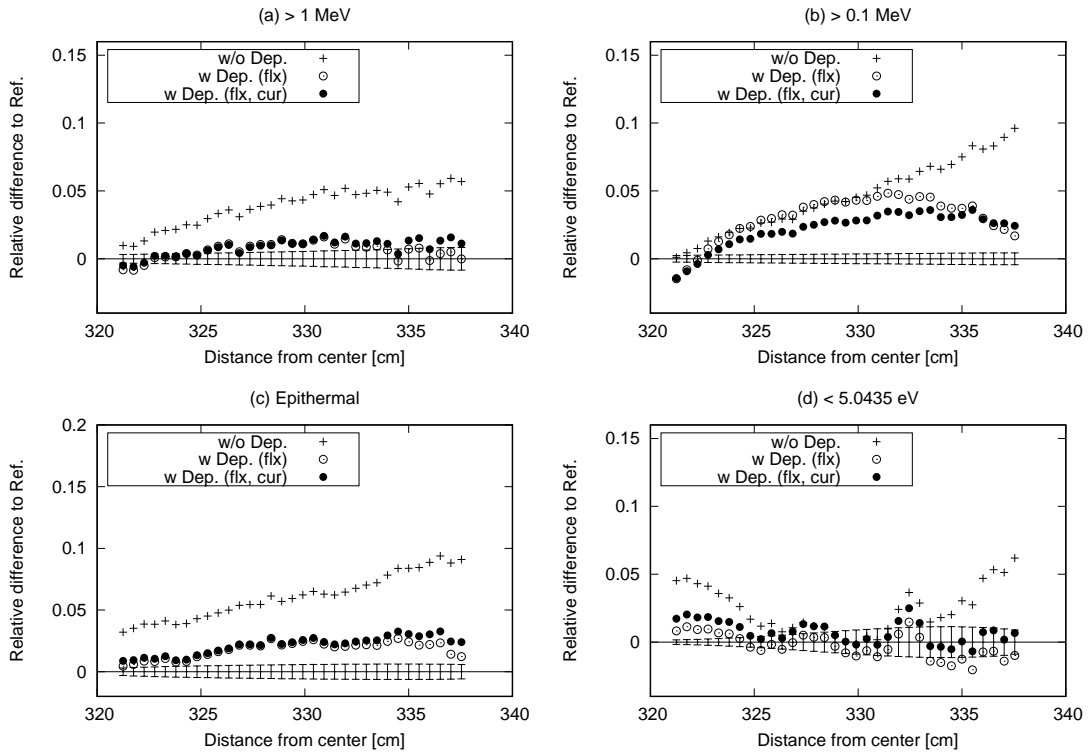 (a) > 1 MeV
Relative difference to Ref.
0.15
0.1
0.05
0
w/o Dep.
w Dep. (flx)
w Dep. (flx, cur)
320
325
330
335
340
Distance from center [cm]
(b) > 0.1 MeV
Relative difference to Ref.
0.15
0.1
0.05
0
w/o Dep.
w Dep. (flx)
w Dep. (flx, cur)
320
325
330
335
340
Distance from center [cm]
(c) Epithermal
Relative difference to Ref.
0.2
0.15
0.1
0.05
0
w/o Dep.
w Dep. (flx)
w Dep. (flx, cur)
320
325
330
335
340
Distance from center [cm]
(d) < 5.0435 eV
Relative difference to Ref.
0.15
0.1
0.05
0
w/o Dep.
w Dep. (flx)
w Dep. (flx, cur)
320
325
330
335
340
Distance from center [cm]